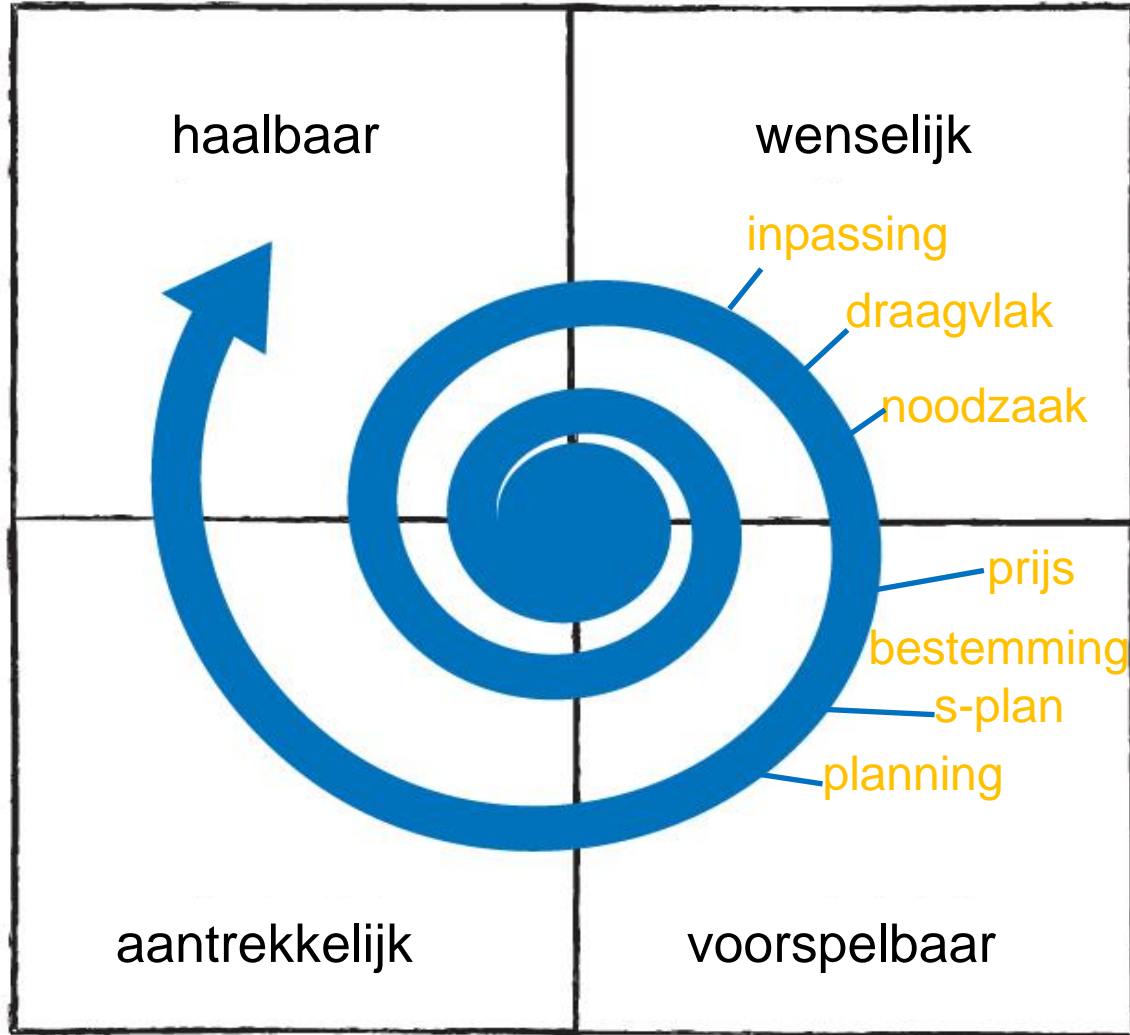 haalbaar
wenselijk
inpassing
draagvlak
noodzaak
prijs
bestemming
s-plan
planning
aantrekkelijk
voorspelbaar